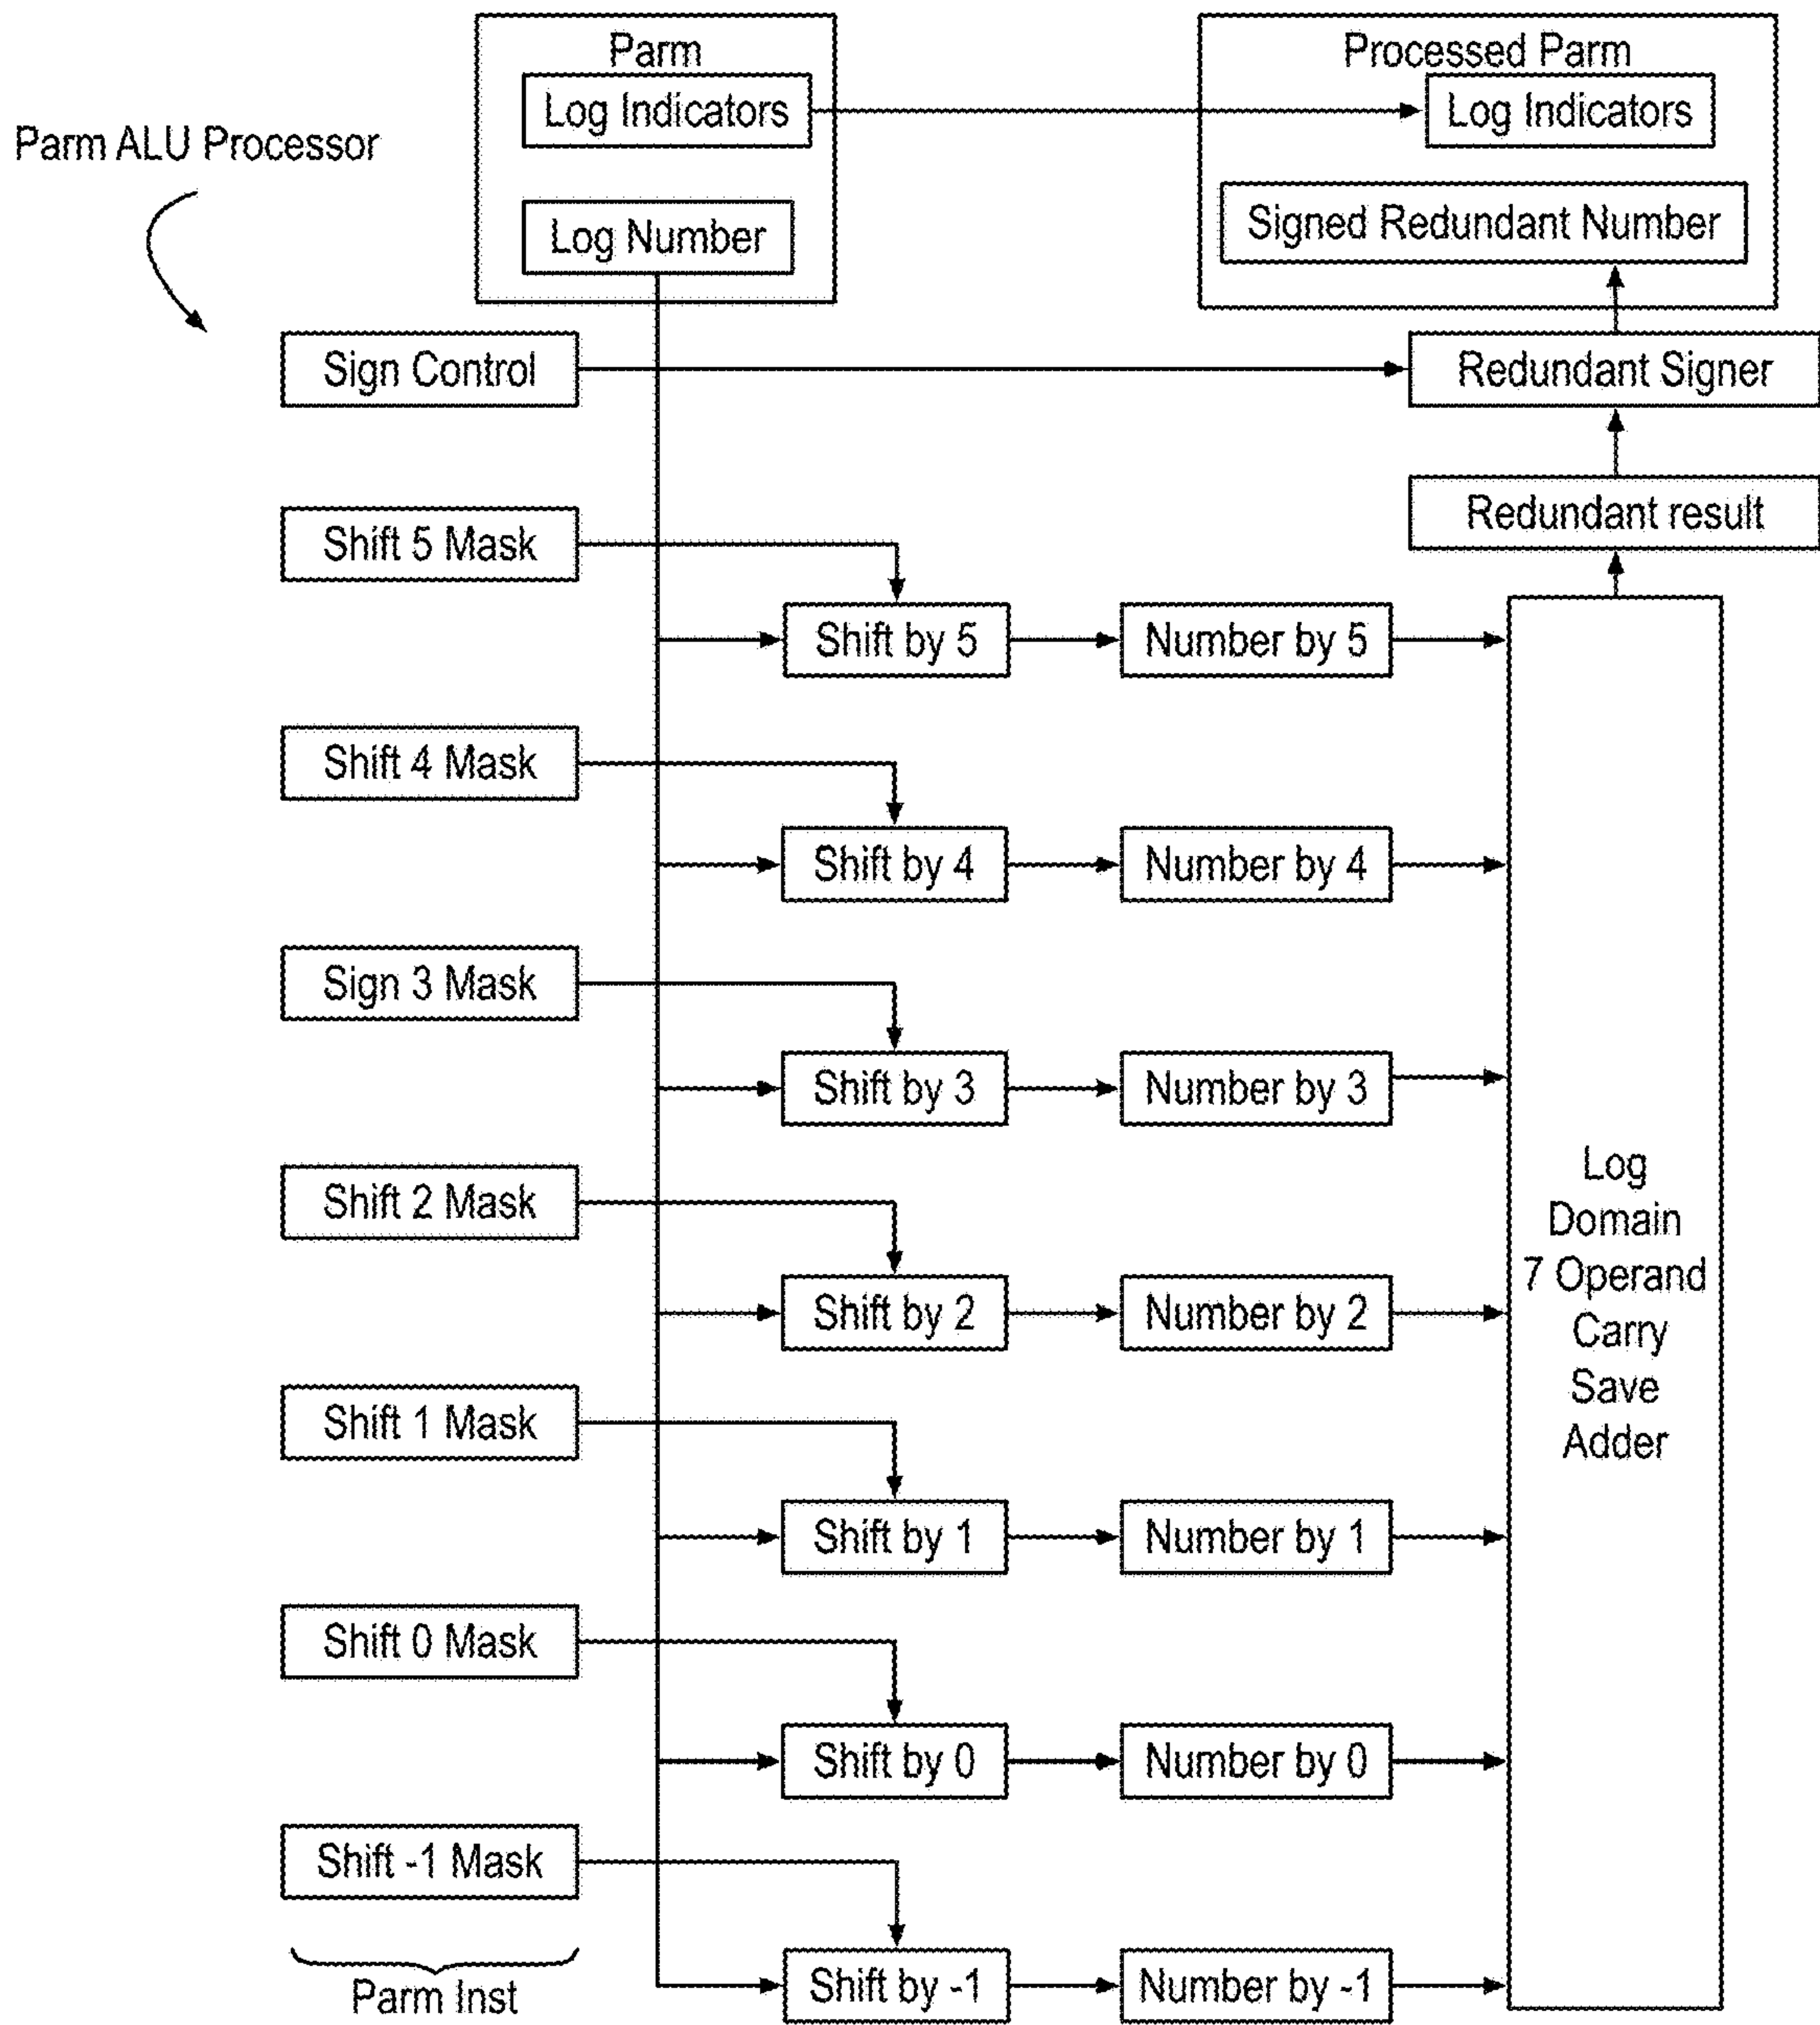 Parm
Processed Parm
Log Indicators
Log Indicators
Parm ALU Processor
Log Number
Signed Redundant Number
Sign Control
Redundant Signer
Redundant result
Shift 5 Mask
Shift by 5
Number by 5
Shift 4 Mask
Shift by 4
Number by 4
Sign 3 Mask
Shift by 3
Number by 3
Shift 2 Mask
Shift by 2
Number by 2
Shift 1 Mask
Shift by 1
Number by 1
Shift 0 Mask
Shift by 0
Number by 0
Shift -1 Mask
Shift by -1
Number by -1
Log
Domain
7 Operand
Carry
Save
Adder
Parm Inst